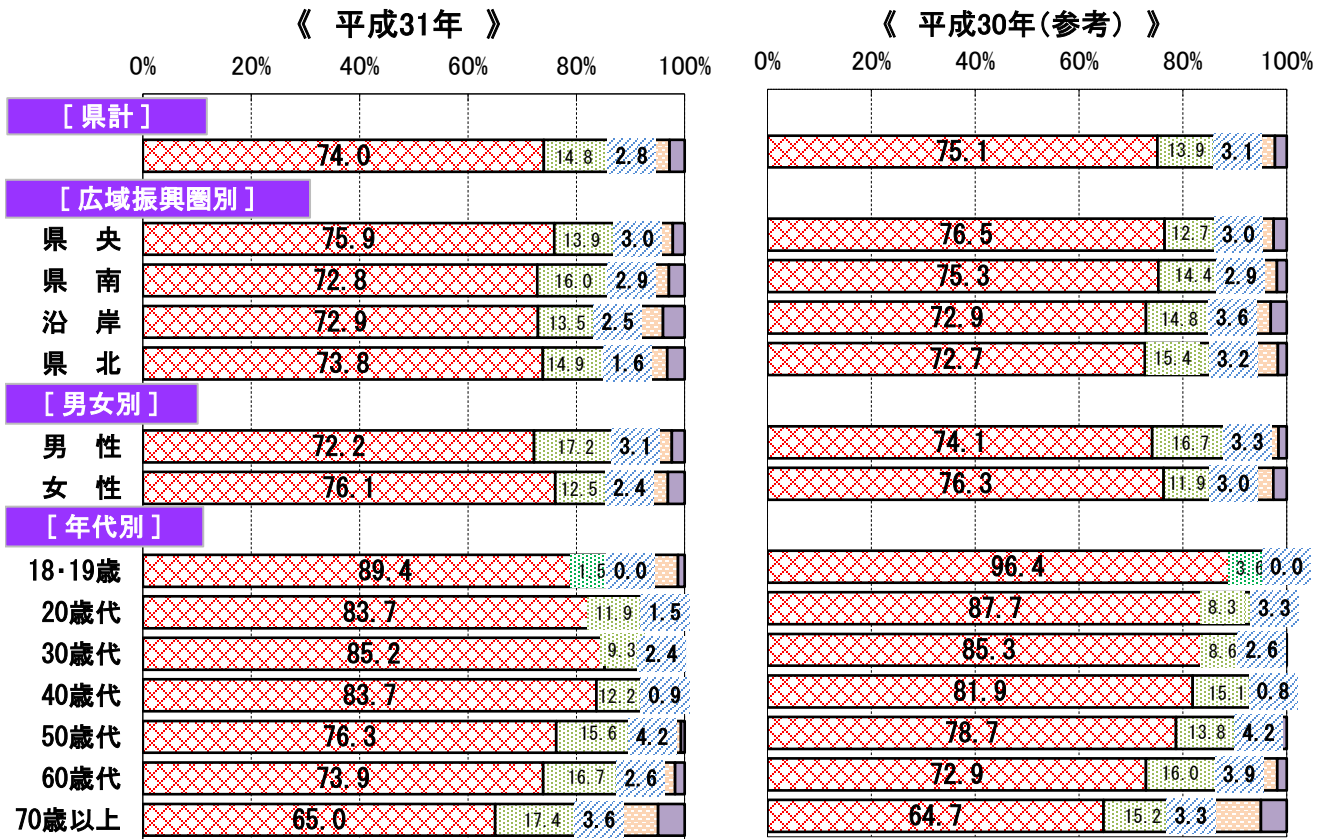 《 平成31年 》 《 平成30年(参考) 》
0% 20% 40% 60% 80% 100% 0% 20% 40% 60% 80% 100%
[ 県計 ]
74.0 14.8 2.8 75.1 13.9 3.1
[ 広域振興圏別 ]
県 央 75.9 13.9 3.0 76.5 12.7 3.0
県 南 72.8 16.0 2.9 75.3 14.4 2.9
沿 岸 72.9 13.5 2.5 72.9 14.8 3.6
県 北 73.8 14.9 1.6 72.7 15.4 3.2
[ 男女別 ]
男 性 72.2 17.2 3.1 74.1 16.7 3.3
女 性 76.1 12.5 2.4 76.3 11.9 3.0
[ 年代別 ]
18・19歳 89.4 1.5 0.0 96.4 3.6 0.0
20歳代 83.7 11.9 1.5 87.7 8.3 3.3
30歳代 85.2 9.3 2.4 85.3 8.6 2.6
40歳代 83.7 12.2 0.9 81.9 15.1 0.8
50歳代 76.3 15.6 4.2 78.7 13.8 4.2
60歳代 73.9 16.7 2.6 72.9 16.0 3.9
70歳以上 65.0 17.4 3.6 64.7 15.2 3.3